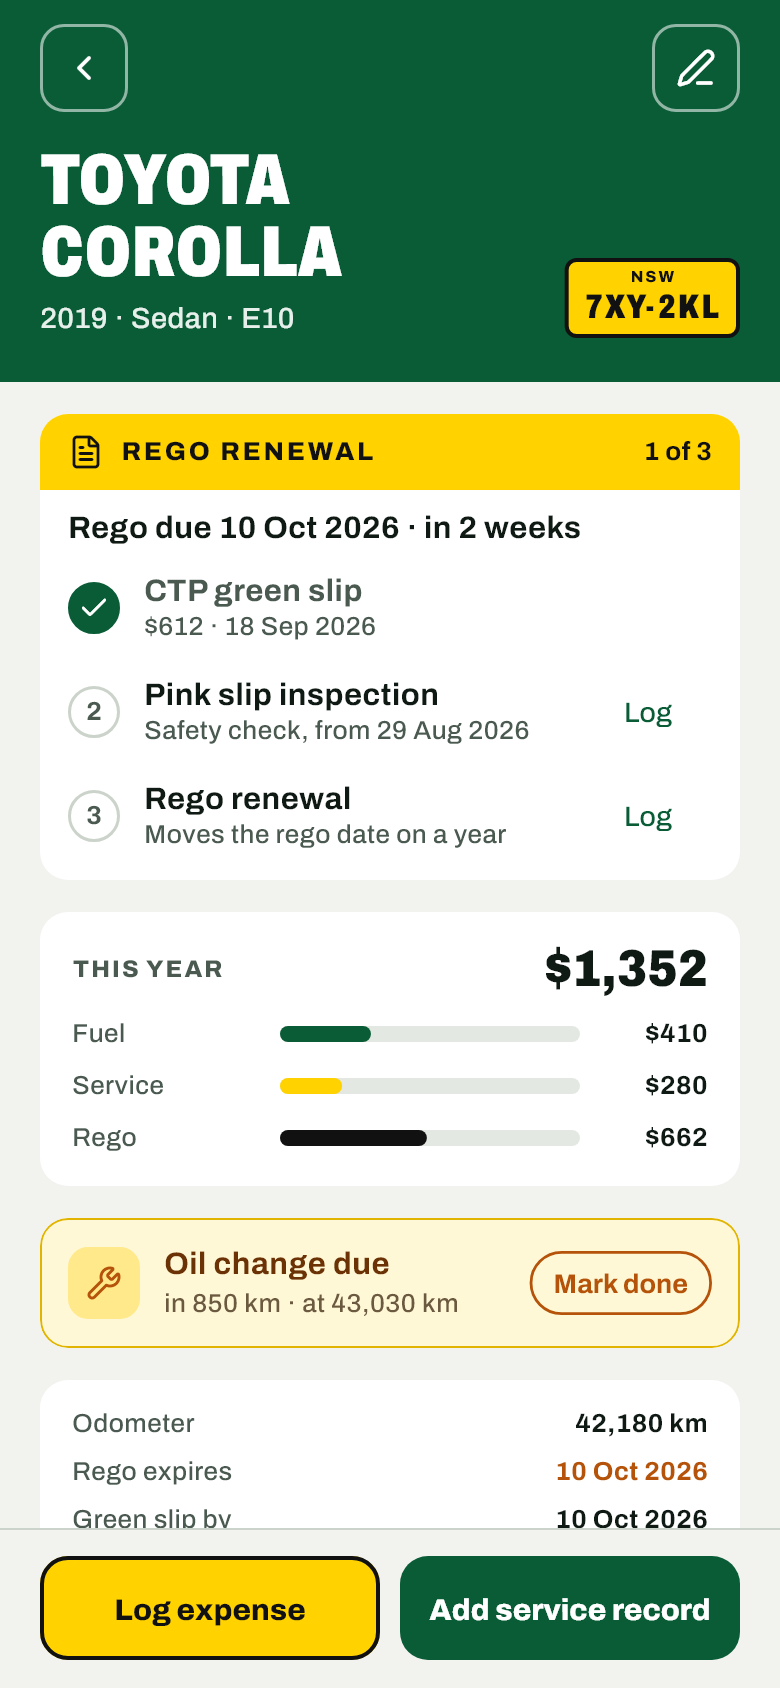 TOYOTA
COROLLA
2019 · Sedan · E10
NSW
7XY-2KL
REGO RENEWAL 1 of 3
Rego due 10 Oct 2026 · in 2 weeks
CTP green slip
$612 · 18 Sep 2026
2 Pink slip inspection
Safety check, from 29 Aug 2026
Log
3 Rego renewal
Moves the rego date on a year
Log
THIS YEAR $1,352
Fuel $410
Service $280
Rego $662
Oil change due
in 850 km · at 43,030 km
Mark done
Odometer 42,180 km
Rego expires 10 Oct 2026
Green slip by 10 Oct 2026
Log expense Add service record